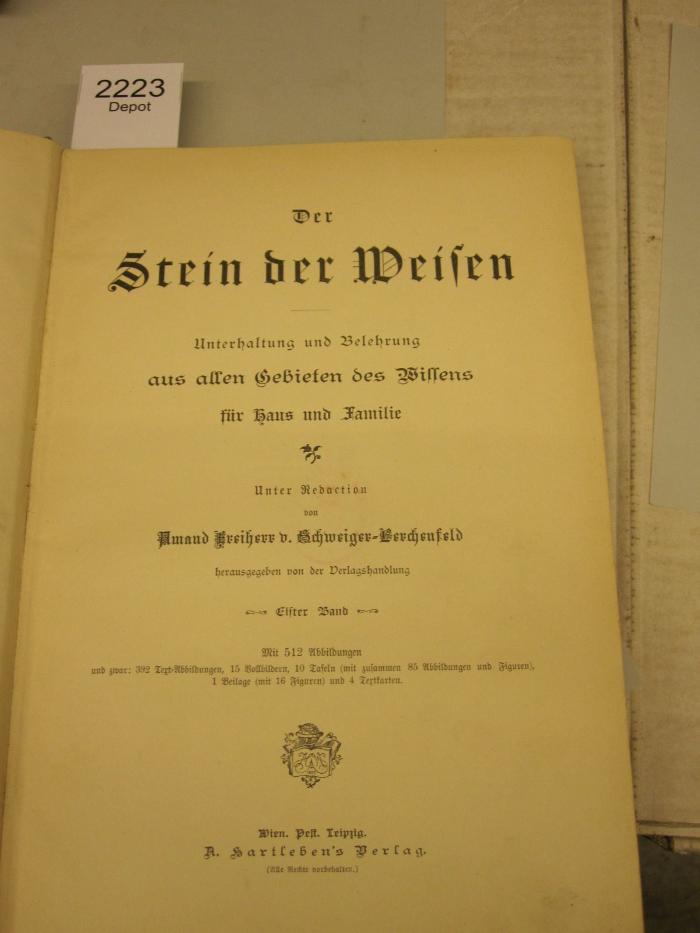 2223
Depot
Der
Stein der Weisen
Unterhaltung und Belehrung
aus allen Gebieten des Wissens
für Haus und Familie
Unter Redaction
von
Amand Freiherr v. Schweiger-Lerchenfeld
herausgegeben von der Verlagshandlung
Elfter Band
Mit 512 Abbildungen
und zwar: 392 Text-Abbildungen, 15 Vollbildern, 10 Tafeln (mit zusammen 85 Abbildungen und Figuren),
1 Beilage (mit 16 Figuren) und 4 Textkarten.
Wien. Pest. Leipzig.
A. Hartleben's Verlag.
(Alle Rechte vorbehalten.)